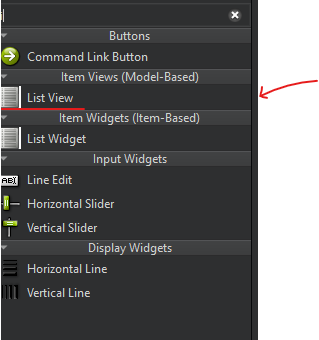 l
Buttons
Command Link Button
Item Views (Model-Based)
List View
Item Widgets (Item-Based)
List Widget
Input Widgets
AB
Line Edit
Horizontal Slider
Vertical Slider
Display Widgets
Horizontal Line
Vertical Line